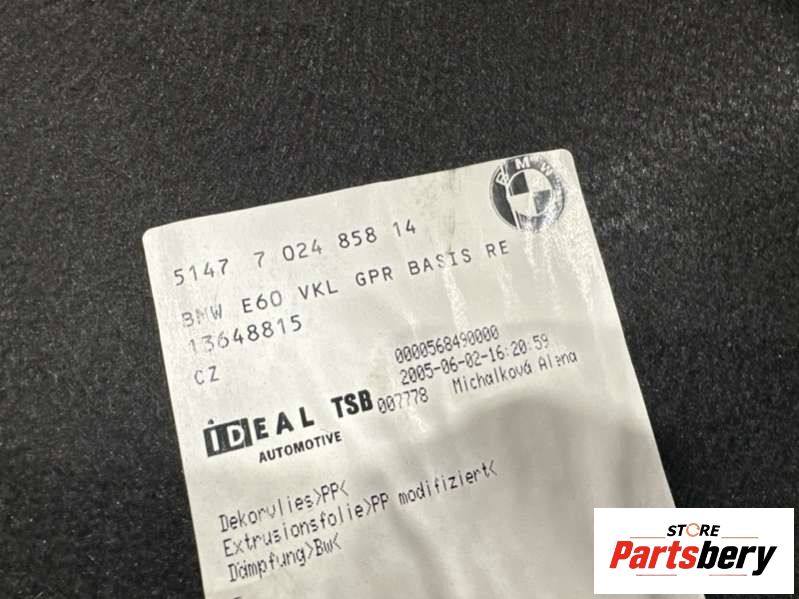 BMW
5147 7 024 858 14
BMW E60 VKL GPR BASIS RE
13648815
CZ
0000568490000
2005-06-02-16:20:59
007778 Michalková Alena
iDEAL TSB
AUTOMOTIVE
Dekorvlies>PP<
Extrusionsfolie>PP modifiziert<
Dämpfung>Bw<
STORE
Partsbery